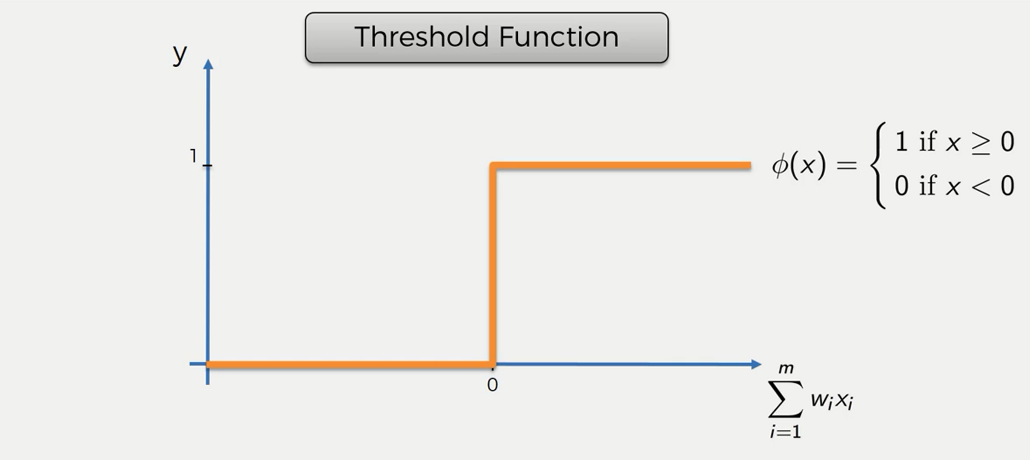 Threshold Function
y
1
ϕ(x) = { 1 if x ≥ 0
0 if x < 0
0
m
∑ wᵢxᵢ
i=1